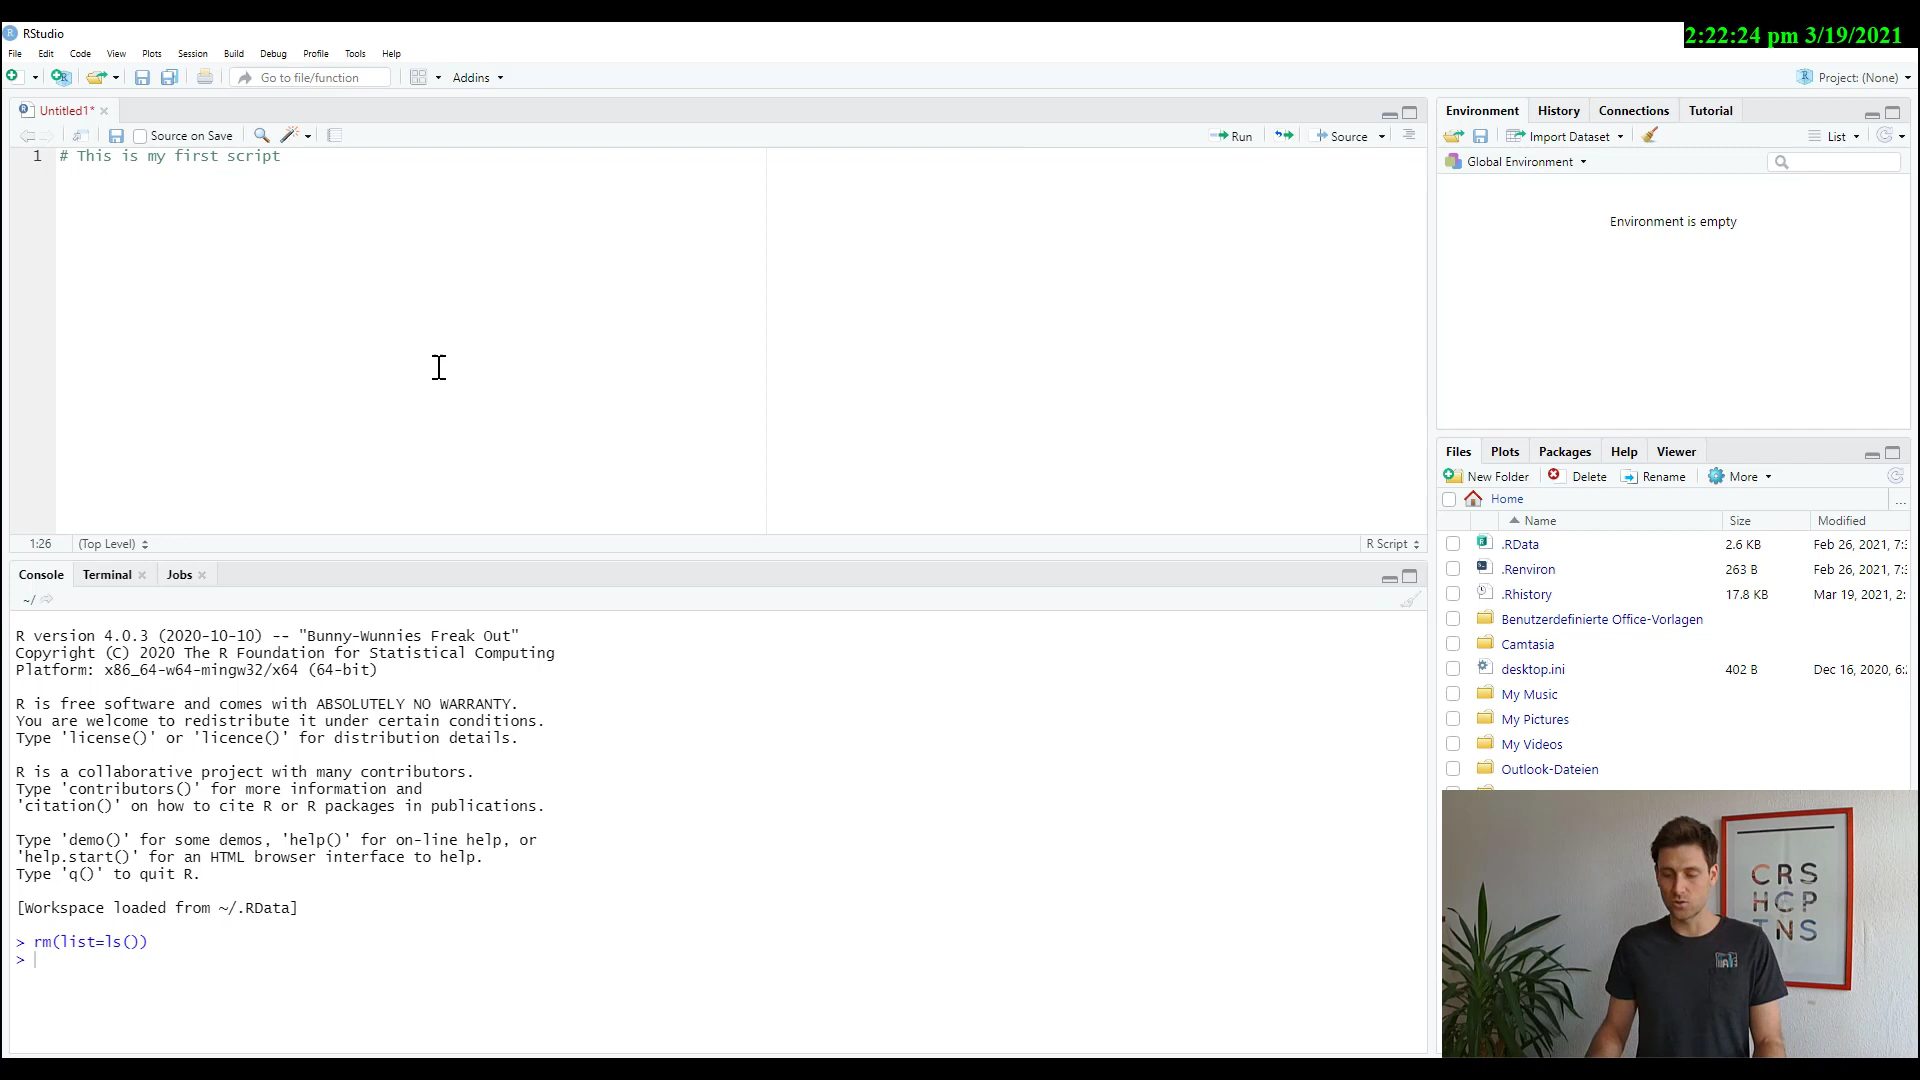 RStudio
2:22:24 pm 3/19/2021
File Edit Code View Plots Session Build Debug Profile Tools Help
Go to file/function
Addins
Project: (None)
Untitled1*
Source on Save
Run
Source
1 # This is my first script
1:26 (Top Level)
R Script
Console Terminal Jobs
~/
R version 4.0.3 (2020-10-10) -- "Bunny-Wunnies Freak Out"
Copyright (C) 2020 The R Foundation for Statistical Computing
Platform: x86_64-w64-mingw32/x64 (64-bit)
R is free software and comes with ABSOLUTELY NO WARRANTY.
You are welcome to redistribute it under certain conditions.
Type 'license()' or 'licence()' for distribution details.
R is a collaborative project with many contributors.
Type 'contributors()' for more information and
'citation()' on how to cite R or R packages in publications.
Type 'demo()' for some demos, 'help()' for on-line help, or
'help.start()' for an HTML browser interface to help.
Type 'q()' to quit R.
[Workspace loaded from ~/.RData]
> rm(list=ls())
>
Environment History Connections Tutorial
Import Dataset
List
Global Environment
Environment is empty
Files Plots Packages Help Viewer
New Folder Delete Rename More
Home
...
Name Size Modified
.RData 2.6 KB Feb 26, 2021, 7:
.Renviron 263 B Feb 26, 2021, 7:
.Rhistory 17.8 KB Mar 19, 2021, 2:
Benutzerdefinierte Office-Vorlagen
Camtasia
desktop.ini 402 B Dec 16, 2020, 6:
My Music
My Pictures
My Videos
Outlook-Dateien
CRS
HCP
TNS